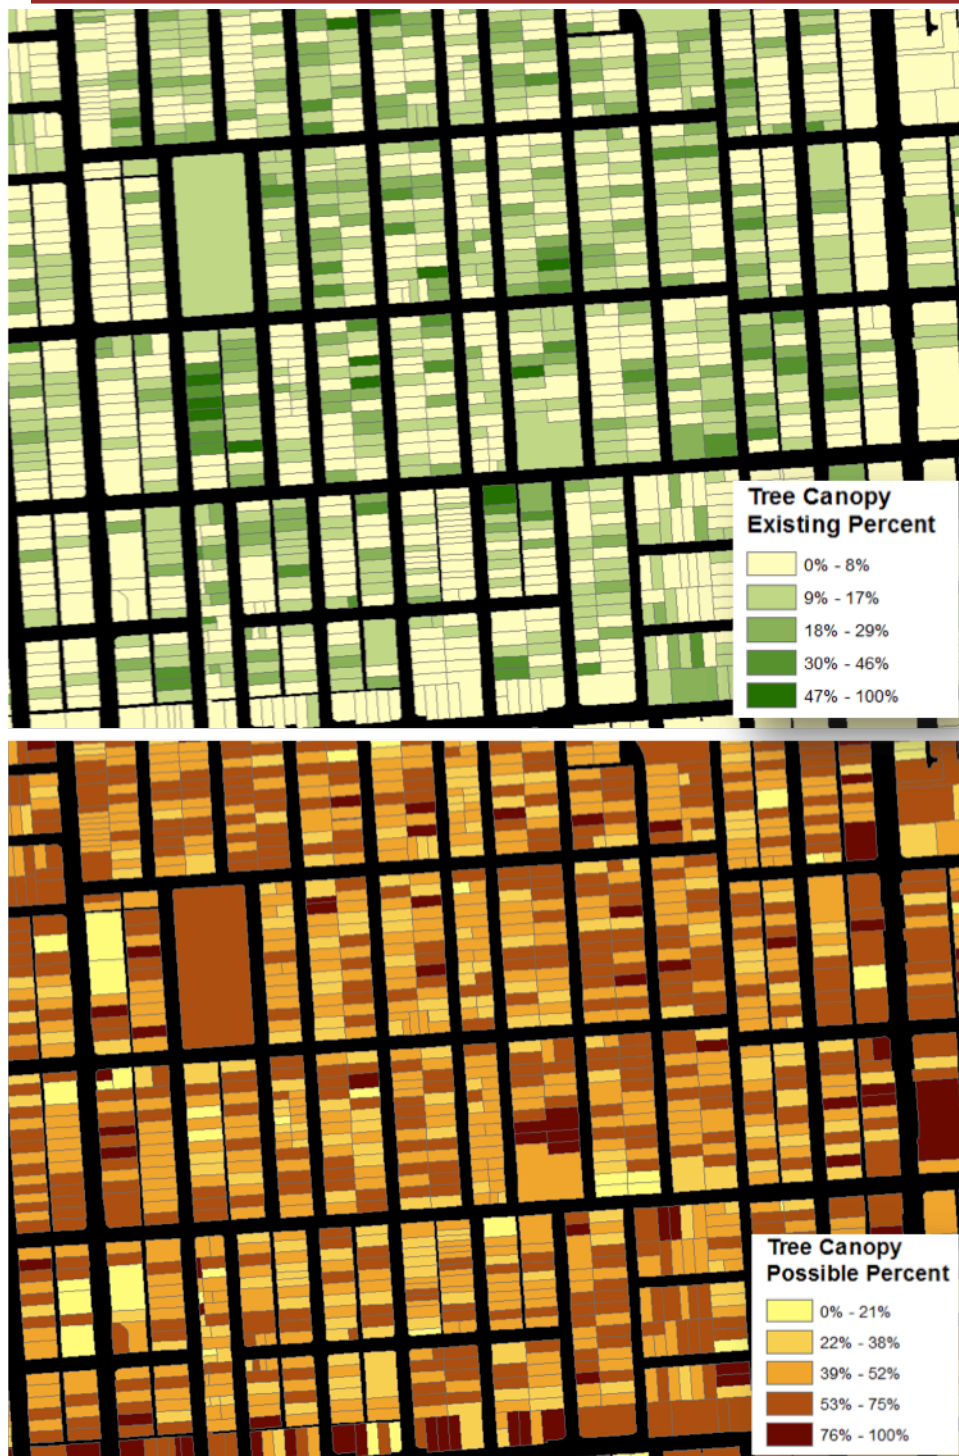 Tree Canopy
Existing Percent
0% - 8%
9% - 17%
18% - 29%
30% - 46%
47% - 100%
Tree Canopy
Possible Percent
0% - 21%
22% - 38%
39% - 52%
53% - 75%
76% - 100%